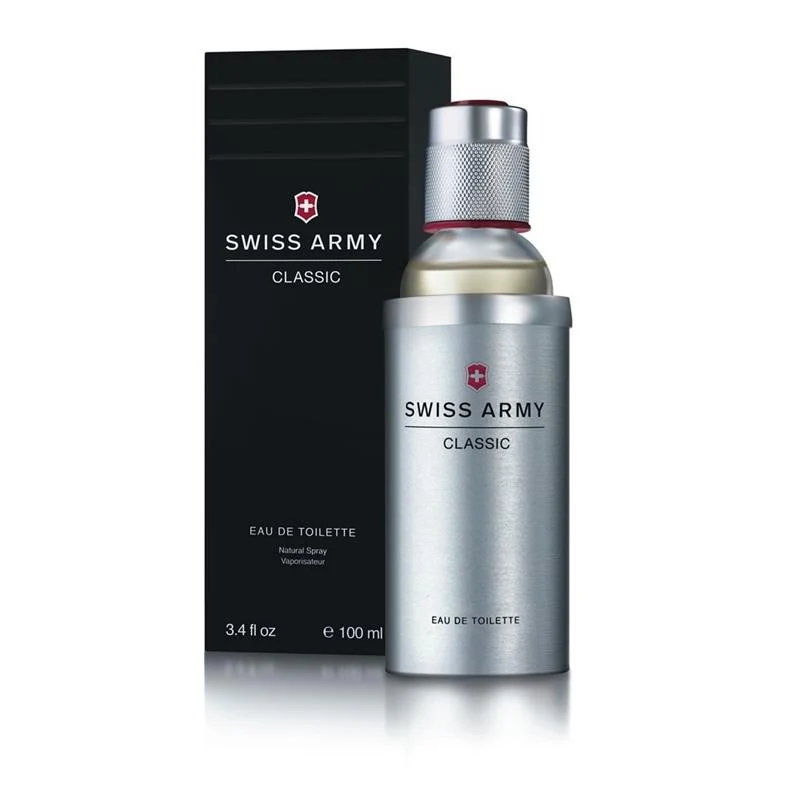 SWISS ARMY
CLASSIC
EAU DE TOILETTE
Natural Spray
Vaporisateur
3.4 fl oz ℮ 100 ml
SWISS ARMY
CLASSIC
EAU DE TOILETTE